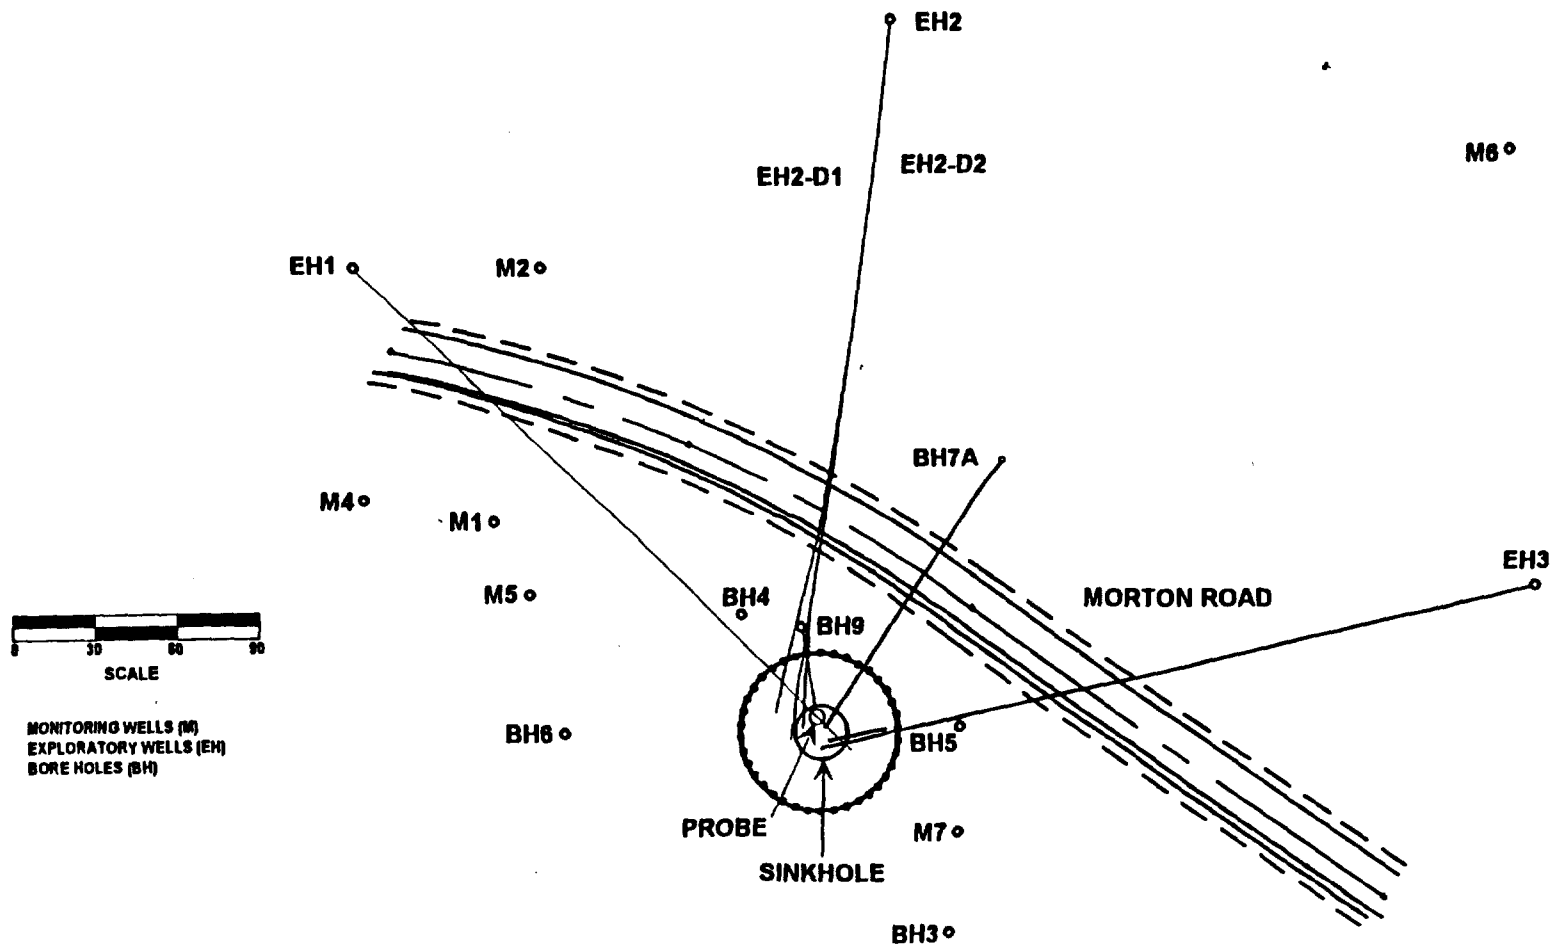 EH2
M6
EH2-D1
EH2-D2
EH1
M2
BH7A
M4
M1
EH3
M5
BH4
MORTON ROAD
BH9
0 30 60 90
SCALE
MONITORING WELLS (M)
EXPLORATORY WELLS (EH)
BORE HOLES (BH)
BH6
BH5
PROBE
M7
SINKHOLE
BH3